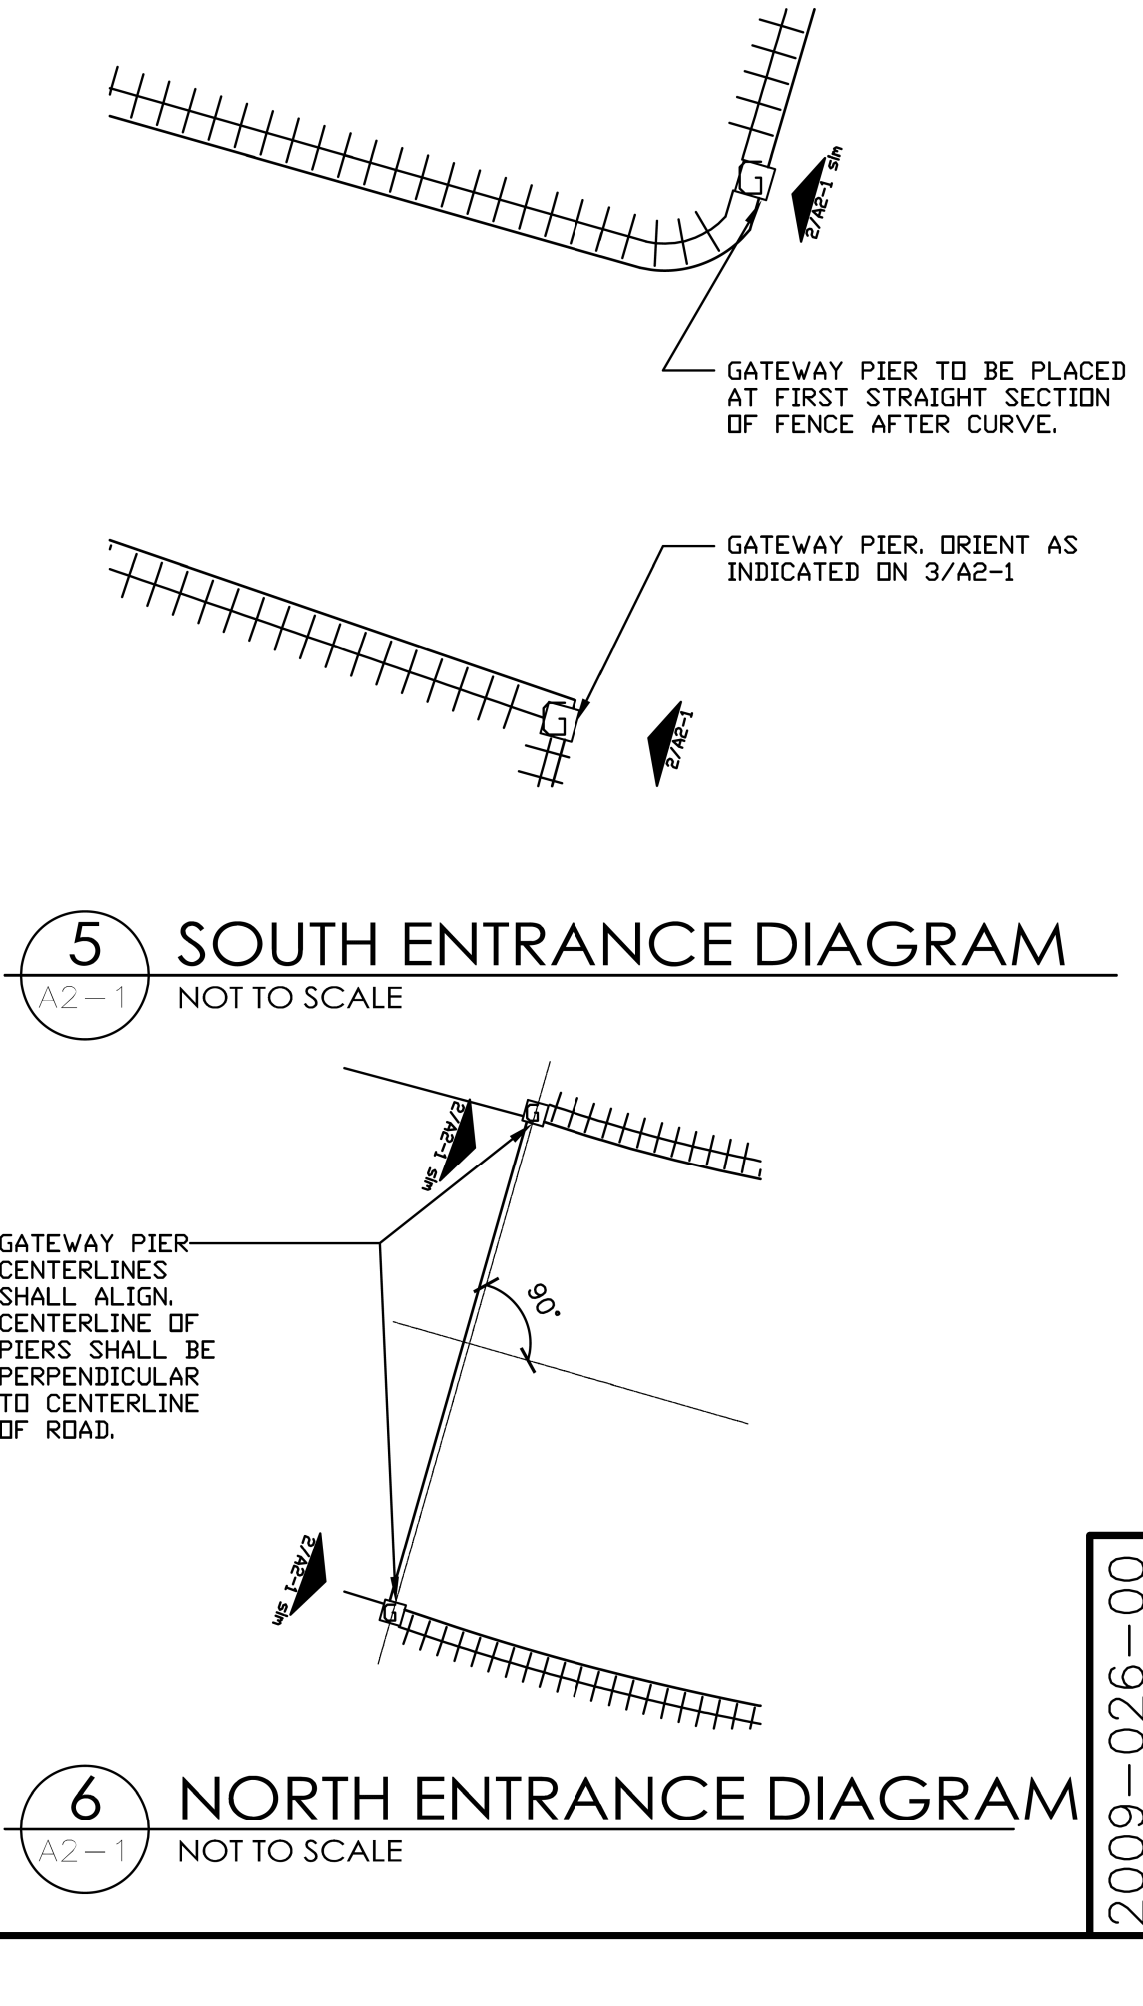 2/A2-1 sim
GATEWAY PIER TO BE PLACED
AT FIRST STRAIGHT SECTION
OF FENCE AFTER CURVE.
GATEWAY PIER. ORIENT AS
INDICATED ON 3/A2-1
2/A2-1
5
A2-1
SOUTH ENTRANCE DIAGRAM
NOT TO SCALE
2/A2-1 sim
GATEWAY PIER
CENTERLINES
SHALL ALIGN.
CENTERLINE OF
PIERS SHALL BE
PERPENDICULAR
TO CENTERLINE
OF ROAD.
90°
2/A2-1 sim
6
A2-1
NORTH ENTRANCE DIAGRAM
NOT TO SCALE
2009-026-00